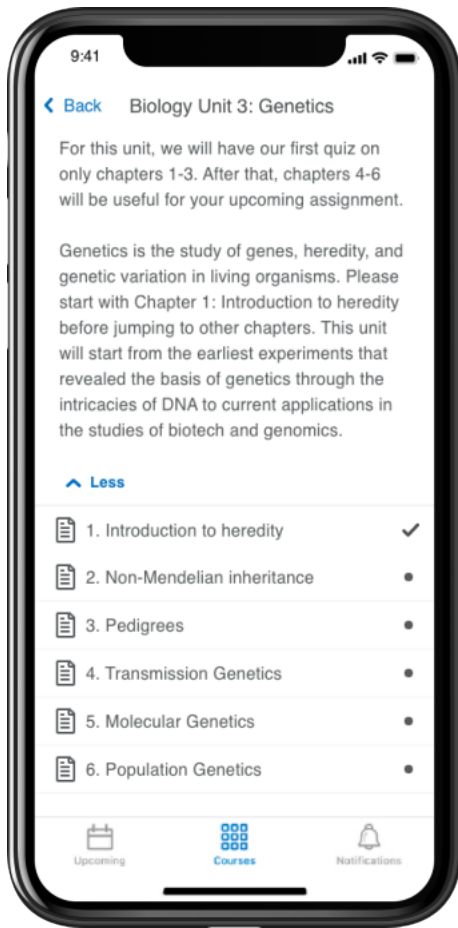 9:41
Back Biology Unit 3: Genetics
For this unit, we will have our first quiz on
only chapters 1-3. After that, chapters 4-6
will be useful for your upcoming assignment.
Genetics is the study of genes, heredity, and
genetic variation in living organisms. Please
start with Chapter 1: Introduction to heredity
before jumping to other chapters. This unit
will start from the earliest experiments that
revealed the basis of genetics through the
intricacies of DNA to current applications in
the studies of biotech and genomics.
Less
1. Introduction to heredity
2. Non-Mendelian inheritance
3. Pedigrees
4. Transmission Genetics
5. Molecular Genetics
6. Population Genetics
Upcoming Courses Notifications